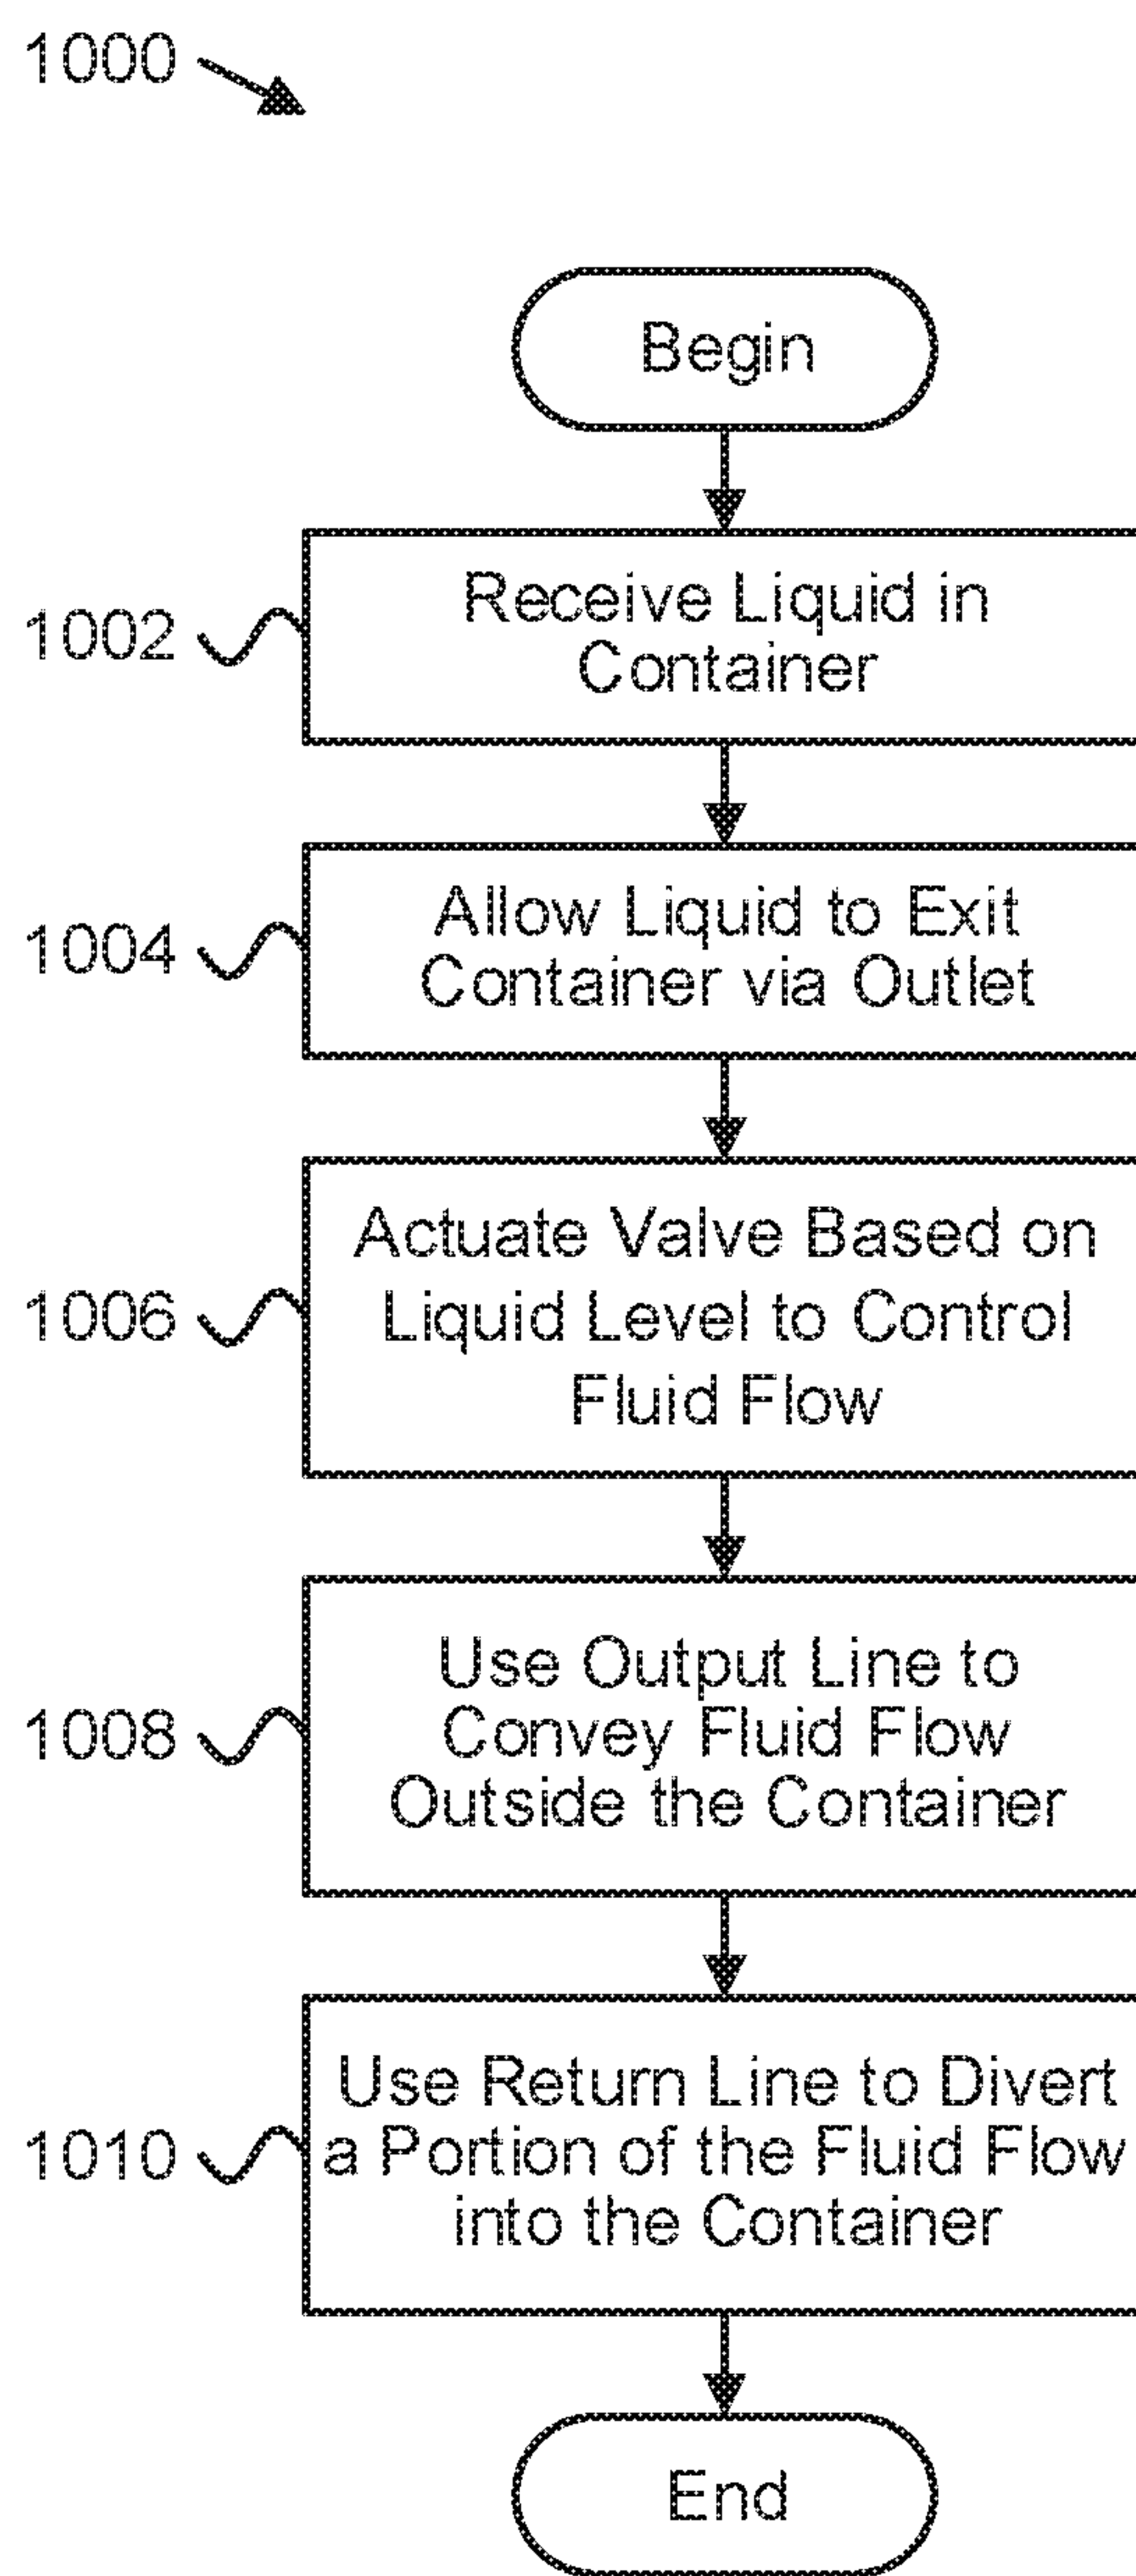 1000
Begin
1002
Receive Liquid in
Container
1004
Allow Liquid to Exit
Container via Outlet
1006
Actuate Valve Based on
Liquid Level to Control
Fluid Flow
1008
Use Output Line to
Convey Fluid Flow
Outside the Container
1010
Use Return Line to Divert
a Portion of the Fluid Flow
into the Container
End